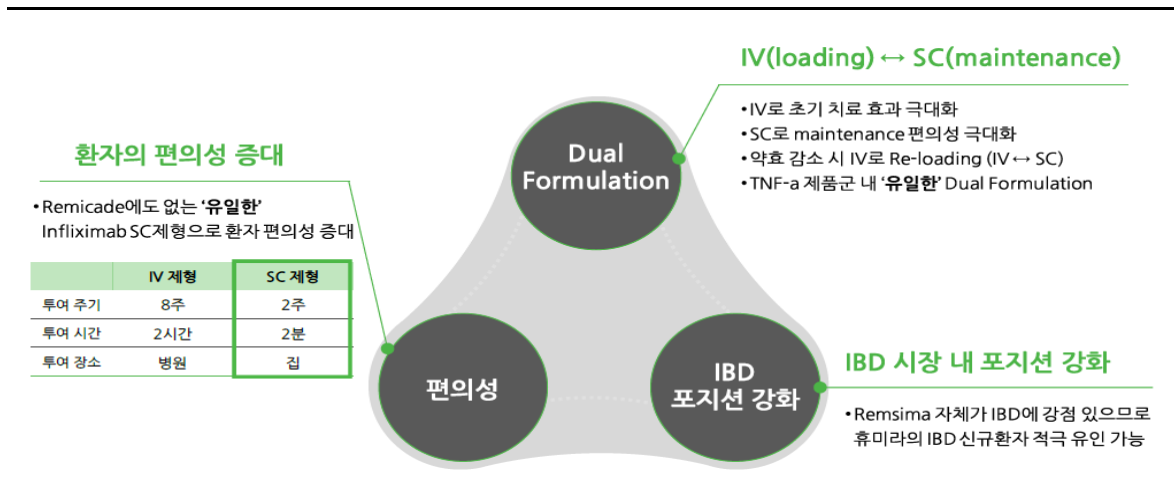 IV(loading) ↔ SC(maintenance)
•IV로 초기 치료 효과 극대화
•SC로 maintenance 편의성 극대화
•약효 감소 시 IV로 Re-loading (IV ↔ SC)
•TNF-a 제품군 내 ‘유일한’ Dual Formulation
Dual
Formulation
환자의 편의성 증대
•Remicade에도 없는 ‘유일한’
Infliximab SC제형으로 환자 편의성 증대
IV 제형 SC 제형
투여 주기 8주 2주
투여 시간 2시간 2분
투여 장소 병원 집
편의성
IBD
포지션 강화
IBD 시장 내 포지션 강화
•Remsima 자체가 IBD에 강점 있으므로
휴미라의 IBD 신규환자 적극 유인 가능